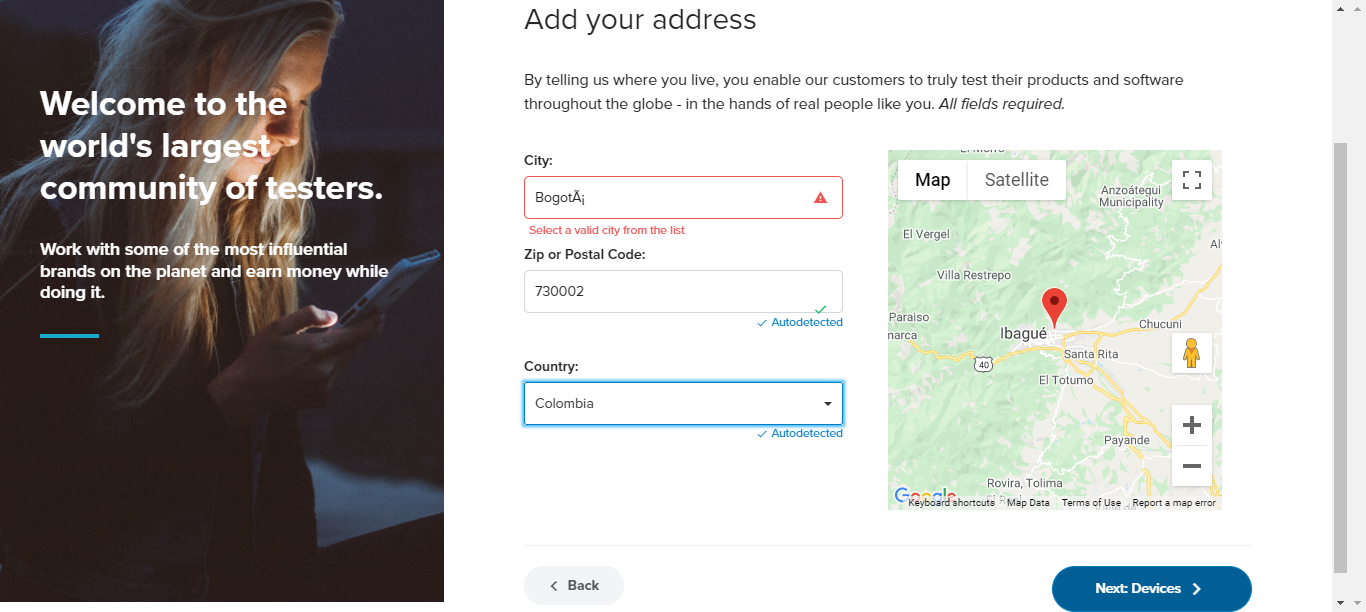 Add your address
Welcome to the
world's largest
community of testers.
Work with some of the most influential
brands on the planet and earn money while
doing it.
By telling us where you live, you enable our customers to truly test their products and software
throughout the globe - in the hands of real people like you. All fields required.
City:
BogotÃ¡
Select a valid city from the list
Zip or Postal Code:
730002
Autodetected
Country:
Colombia
Autodetected
Map
Satellite
Anzoátegui
Municipality
El Vergel
Villa Restrepo
Paraiso
Ibagué
Chucuni
Santa Rita
40
El Totumo
Payande
Rovira, Tolima
Google
Keyboard shortcuts
Map Data
Terms of Use
Report a map error
Back
Next: Devices